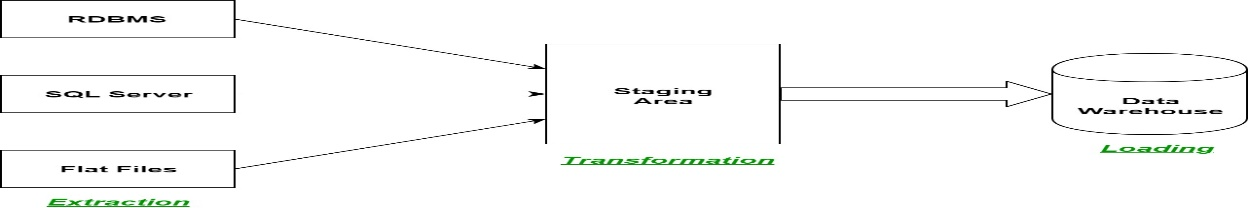 RDBMS
SQL Server
Flat Files
Extraction
Staging
Area
Transformation
Data
Warehouse
Loading